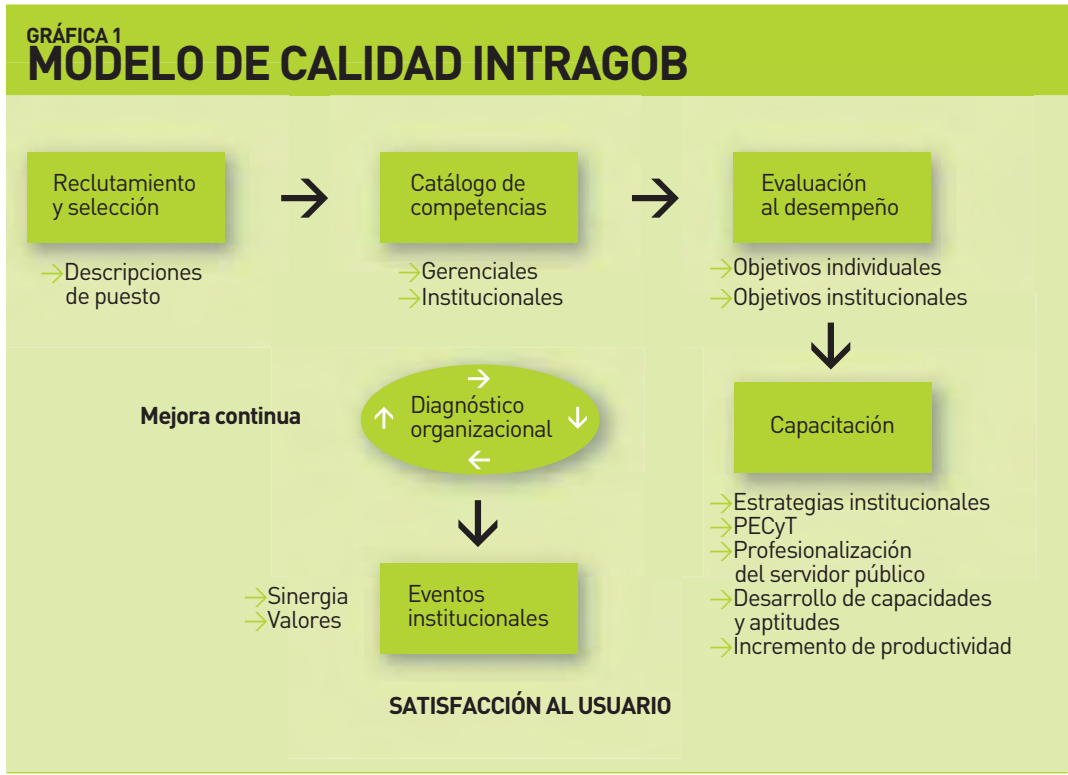 GRÁFICA 1
MODELO DE CALIDAD INTRAGOB
Reclutamiento
y selección
→
Catálogo de
competencias
→
Evaluación
al desempeño
→Descripciones
de puesto
→Gerenciales
→Institucionales
→Objetivos individuales
→Objetivos institucionales
↓
Mejora continua
→
↑
Diagnóstico
organizacional
↓
←
Capacitación
↓
→Estrategias institucionales
→PECyT
→Profesionalización
del servidor público
→Desarrollo de capacidades
y aptitudes
→Incremento de productividad
→Sinergia
→Valores
Eventos
institucionales
SATISFACCIÓN AL USUARIO